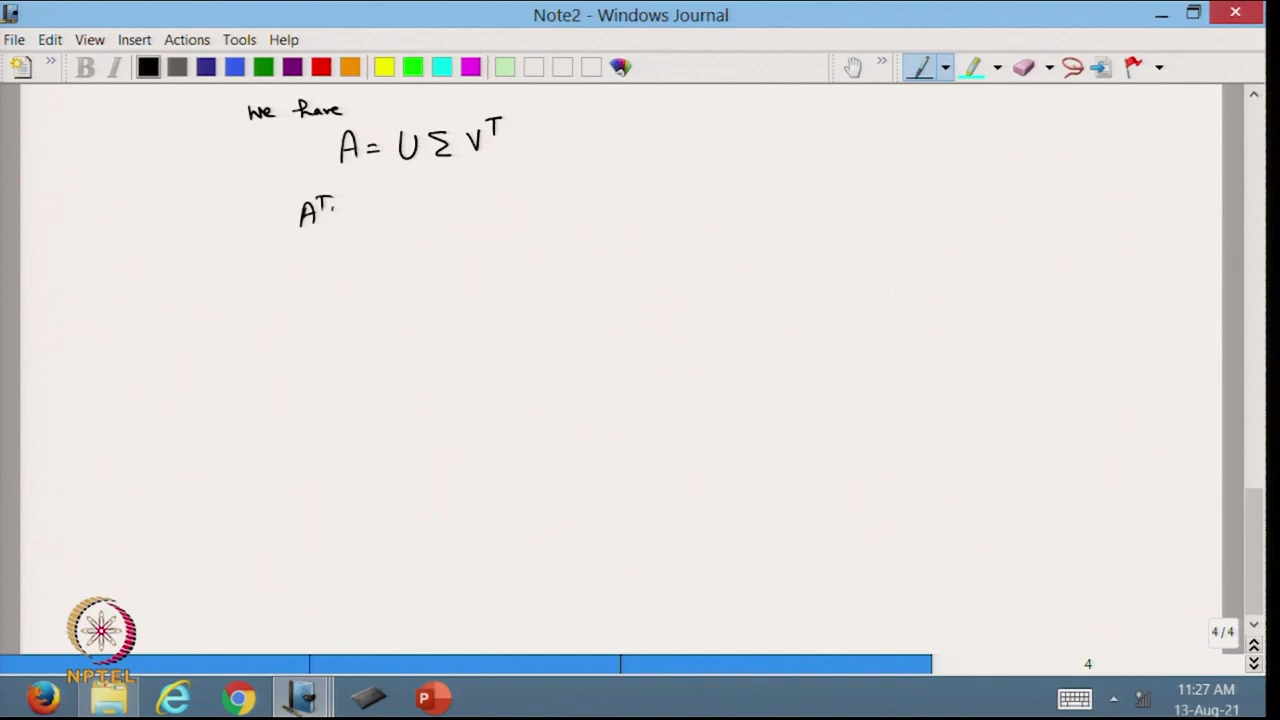 Note2 - Windows Journal
File Edit View Insert Actions Tools Help
B I
we have
A = U Σ V^T
A^T
4/4
4
NPTEL
11:27 AM
13-Aug-21